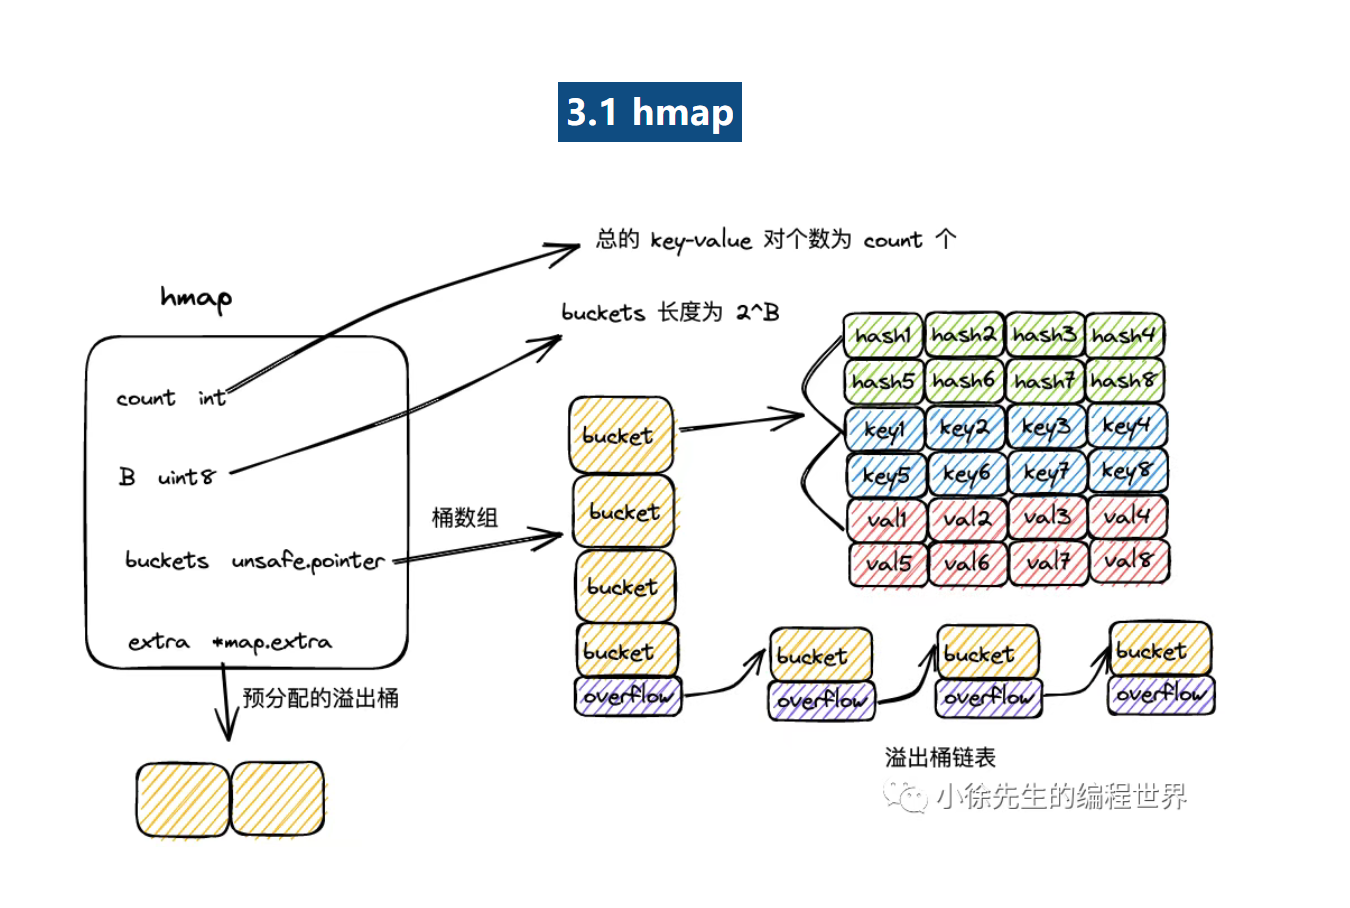 3.1 hmap
总的 key-value 对个数为 count 个
hmap
buckets 长度为 2^B
count int
B uint8
buckets unsafe.pointer
extra *map.extra
桶数组
预分配的溢出桶
bucket
bucket
bucket
bucket
overflow
hash1 hash2 hash3 hash4
hash5 hash6 hash7 hash8
key1 key2 key3 key4
key5 key6 key7 key8
val1 val2 val3 val4
val5 val6 val7 val8
bucket
overflow
bucket
overflow
bucket
overflow
溢出桶链表
小徐先生的编程世界